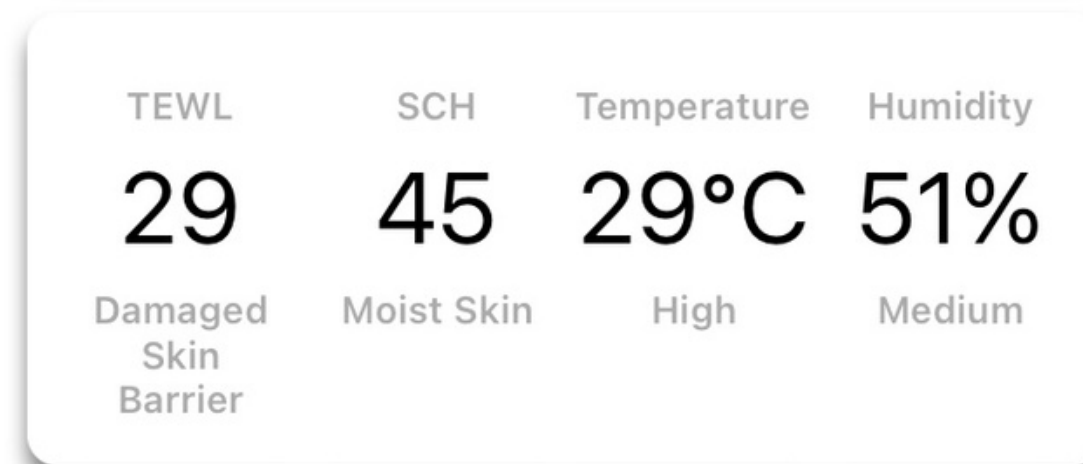 TEWL SCH Temperature Humidity
29 45 29°C 51%
Damaged Moist Skin High Medium
Skin
Barrier